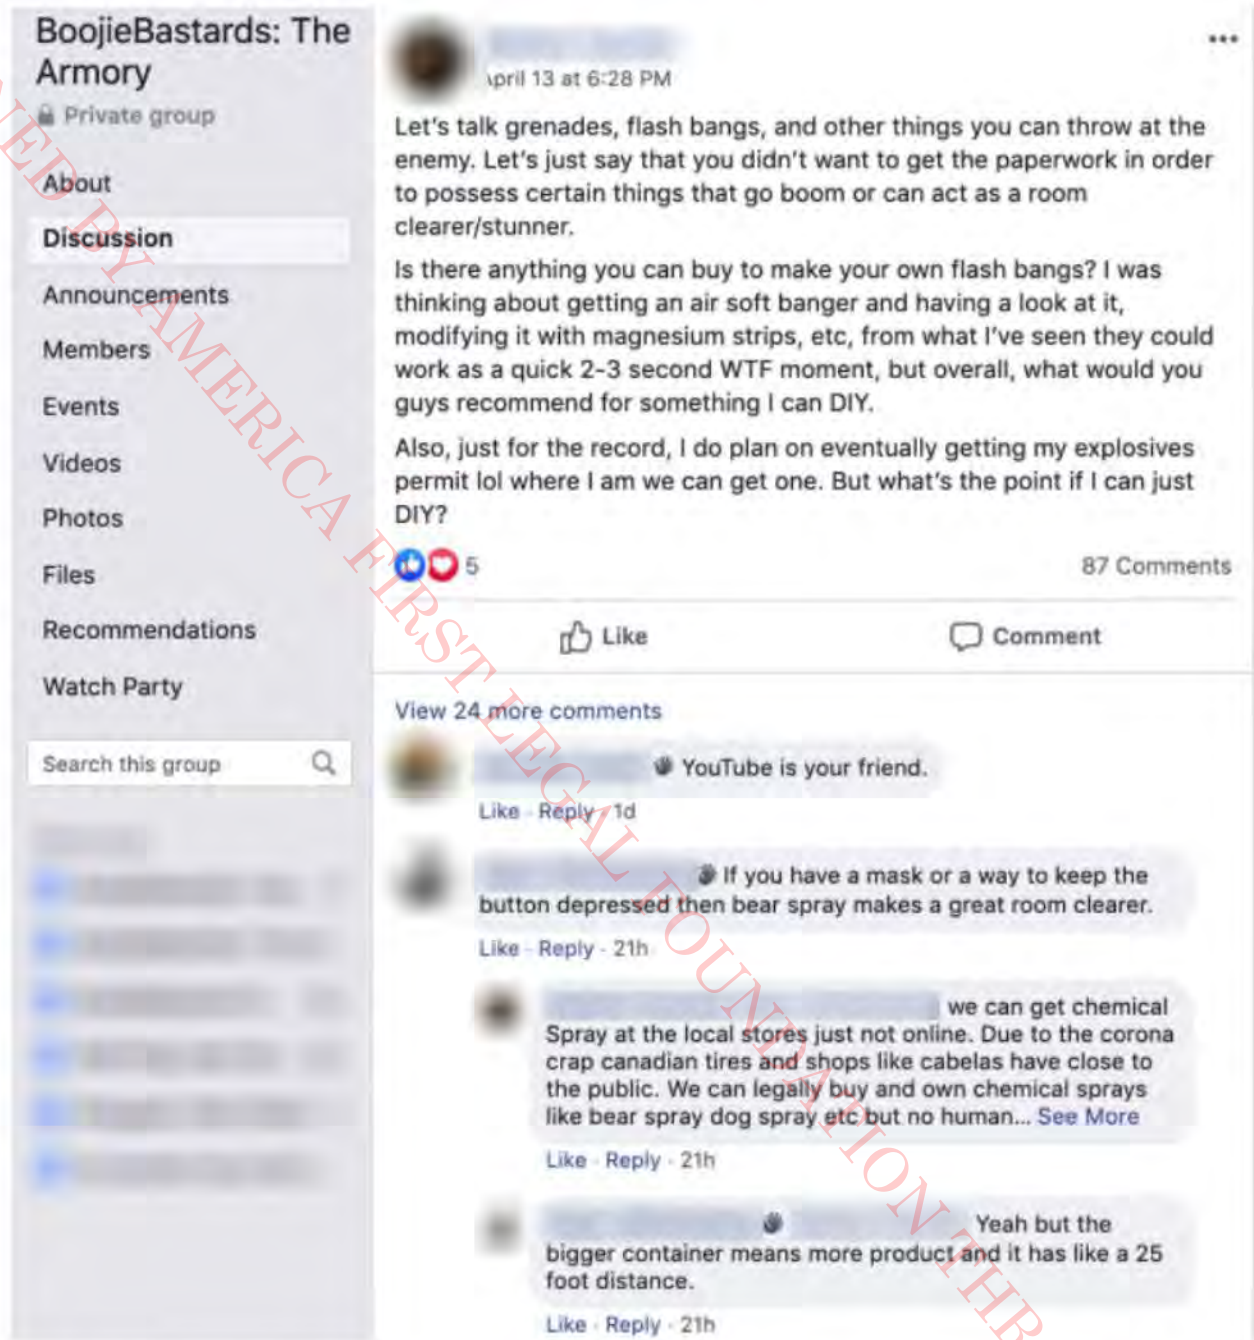 BoojieBastards: The
Armory
Private group
About
Discussion
Announcements
Members
Events
Videos
Photos
Files
Recommendations
Watch Party
Search this group
April 13 at 6:28 PM
Let's talk grenades, flash bangs, and other things you can throw at the
enemy. Let's just say that you didn't want to get the paperwork in order
to possess certain things that go boom or can act as a room
clearer/stunner.
Is there anything you can buy to make your own flash bangs? I was
thinking about getting an air soft banger and having a look at it,
modifying it with magnesium strips, etc, from what I've seen they could
work as a quick 2-3 second WTF moment, but overall, what would you
guys recommend for something I can DIY.
Also, just for the record, I do plan on eventually getting my explosives
permit lol where I am we can get one. But what's the point if I can just
DIY?
5
87 Comments
Like
Comment
View 24 more comments
YouTube is your friend.
Like · Reply · 1d
If you have a mask or a way to keep the
button depressed then bear spray makes a great room clearer.
Like · Reply · 21h
we can get chemical
Spray at the local stores just not online. Due to the corona
crap canadian tires and shops like cabelas have close to
the public. We can legally buy and own chemical sprays
like bear spray dog spray etc but no human... See More
Like · Reply · 21h
Yeah but the
bigger container means more product and it has like a 25
foot distance.
Like · Reply · 21h
NED BY AMERICA FIRST LEGAL FOUNDATION THR